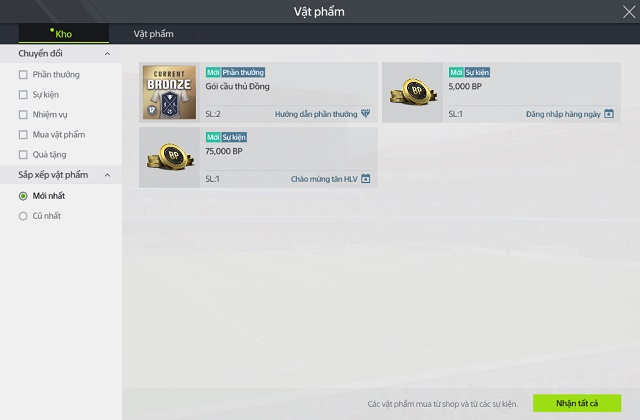 Vật phẩm
Kho
Vật phẩm
Chuyển đổi
Phần thưởng
Sự kiện
Nhiệm vụ
Mua vật phẩm
Quà tặng
Sắp xếp vật phẩm
Mới nhất
Cũ nhất
CURRENT
BRONZE
17
Mới Phần thưởng
Gói cầu thủ Đồng
SL:2 Hướng dẫn phần thưởng
BP
Mới Sự kiện
5,000 BP
SL:1 Đăng nhập hàng ngày
BP
Mới Sự kiện
75,000 BP
SL:1 Chào mừng tân HLV
Các vật phẩm mua từ shop và từ các sự kiện.
Nhận tất cả